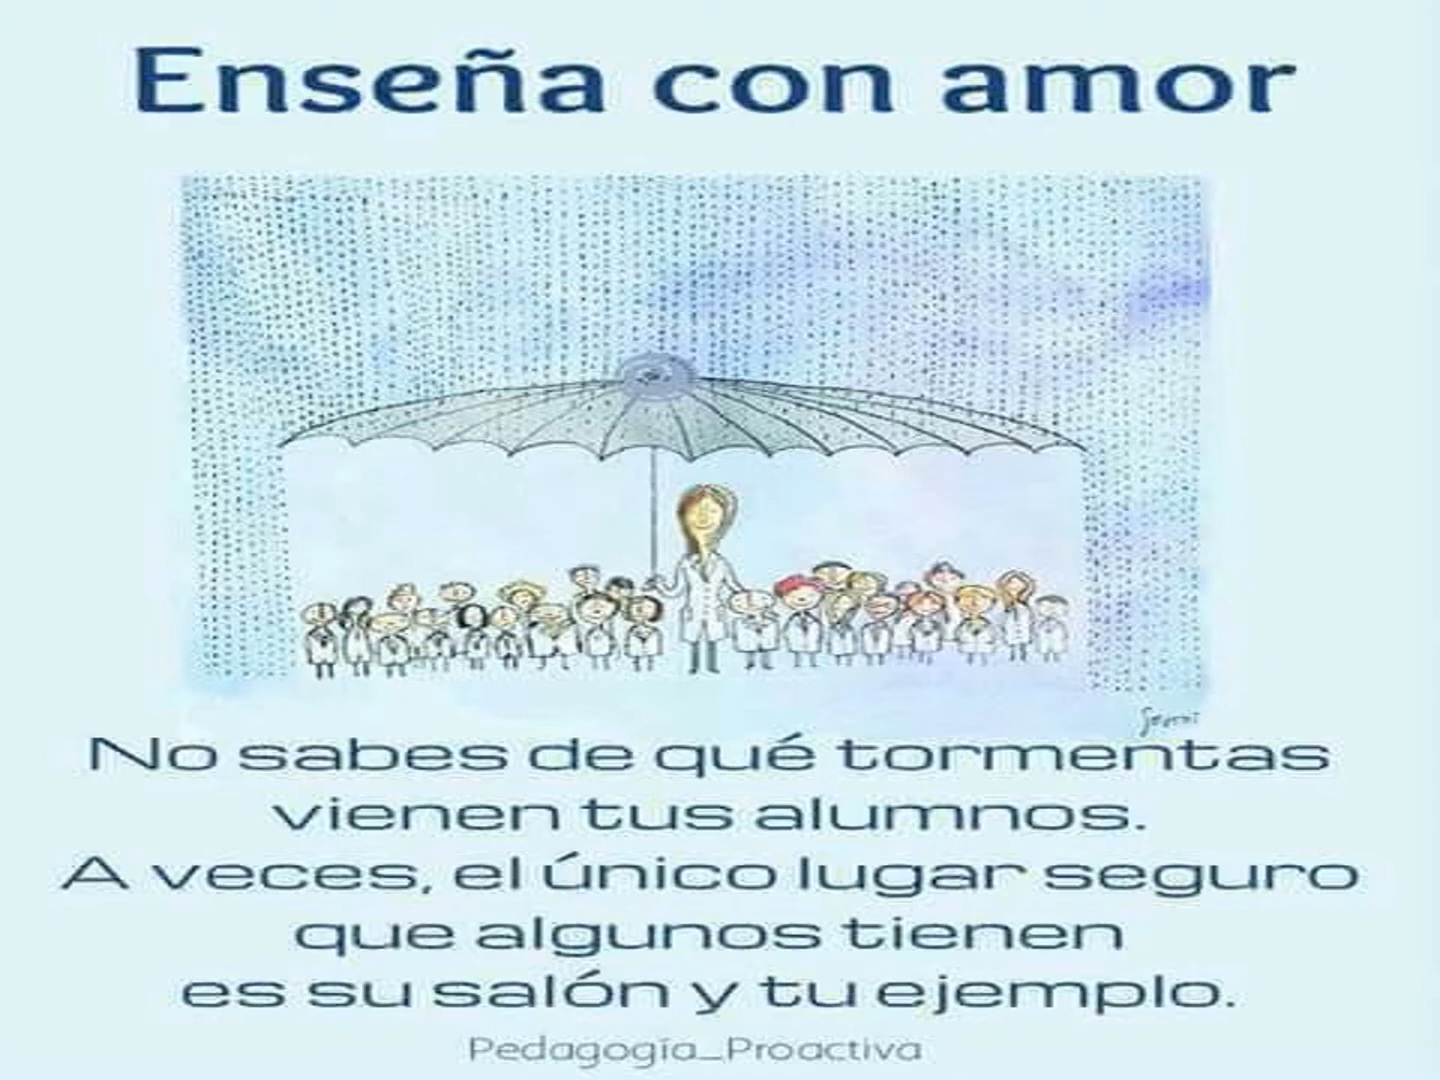 Enseña con amor
No sabes de qué tormentas
vienen tus alumnos.
A veces, el único lugar seguro
que algunos tienen
es su salón y tu ejemplo.
Pedagogía_Proactiva